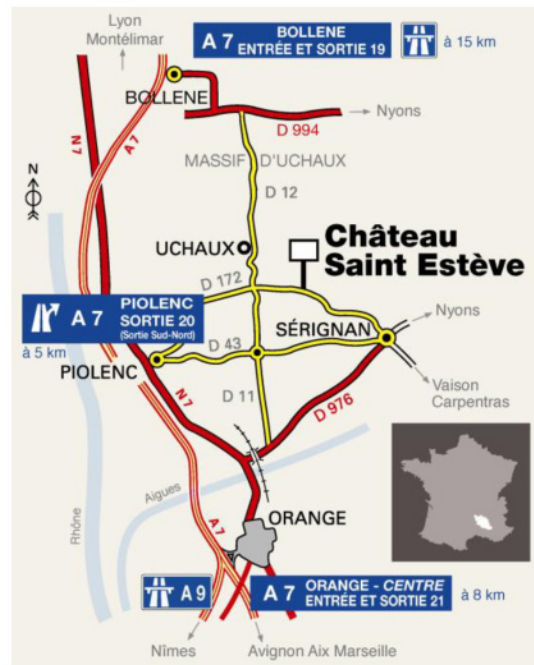 Lyon
Montélimar
A 7 BOLLENE
ENTRÉE ET SORTIE 19
à 15 km
BOLLENE
N7
A 7
D 994
Nyons
MASSIF D'UCHAUX
N
D 12
UCHAUX
Château
Saint Estève
D 172
A 7 PIOLENC
SORTIE 20
(Sortie Sud-Nord)
à 5 km
Nyons
SÉRIGNAN
D 43
PIOLENC
N 7
D 11
D 976
Vaison
Carpentras
Rhône
Aigues
A 7
ORANGE
A 9
A 7 ORANGE - CENTRE
ENTRÉE ET SORTIE 21
à 8 km
Nîmes
Avignon Aix Marseille